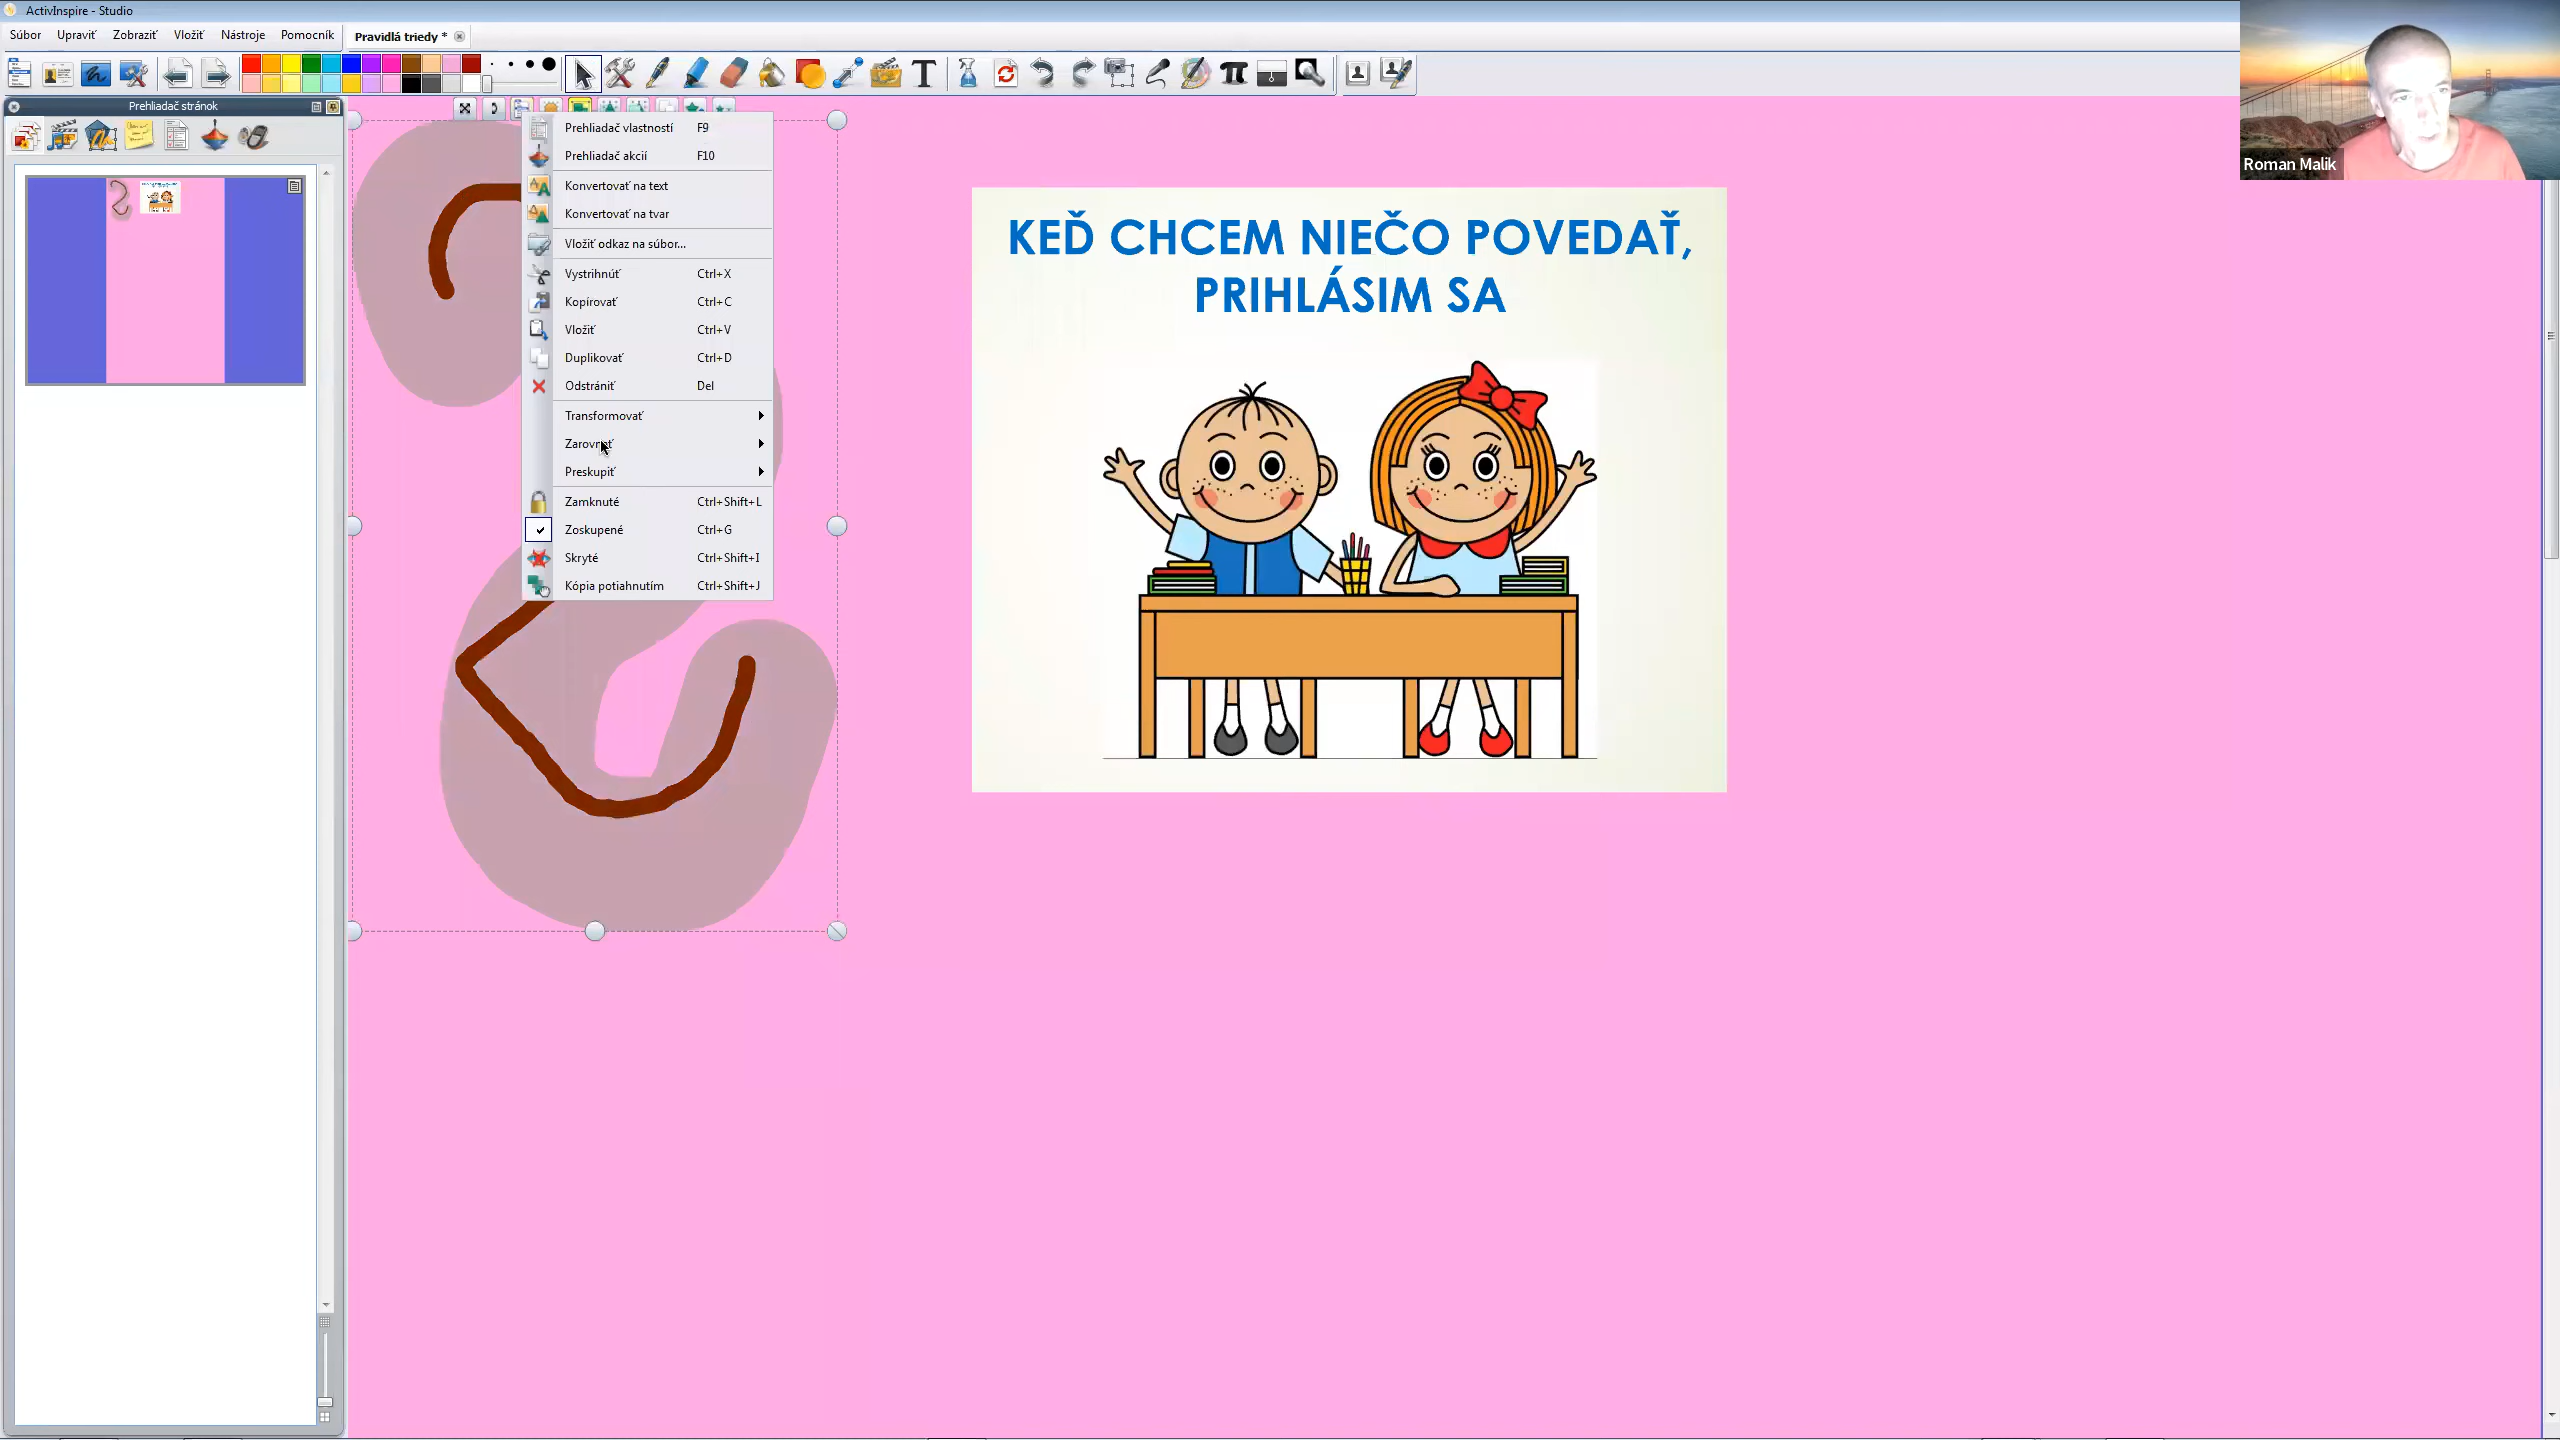 ActivInspire - Studio
Súbor Upraviť Zobraziť Vložiť Nástroje Pomocník Pravidlá triedy *
Prehliadač stránok
Prehliadač vlastností F9
Prehliadač akcií F10
Konvertovať na text
Konvertovať na tvar
Vložiť odkaz na súbor...
Vystrihnúť Ctrl+X
Kopírovať Ctrl+C
Vložiť Ctrl+V
Duplikovať Ctrl+D
Odstrániť Del
Transformovať
Zarovnať
Preskupiť
Zamknuté Ctrl+Shift+L
Zoskupené Ctrl+G
Skryté Ctrl+Shift+I
Kópia potiahnutím Ctrl+Shift+J
KEĎ CHCEM NIEČO POVEDAŤ,
PRIHLÁSIM SA
Roman Malik